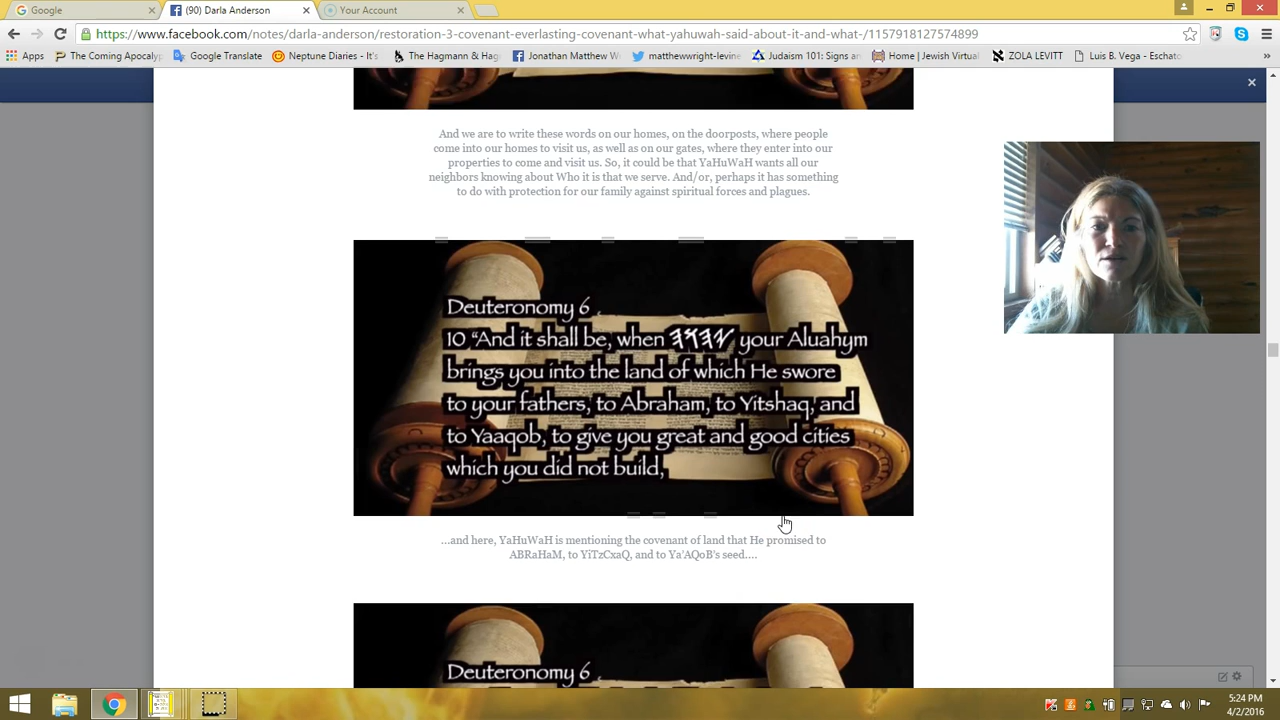 Google
(90) Darla Anderson
Your Account
https://www.facebook.com/notes/darla-anderson/restoration-3-covenant-everlasting-covenant-what-yahuwah-said-about-it-and-what-/1157918127574899
Apps
The Coming Apocalyp
Google Translate
Neptune Diaries - It's
The Hagmann & Hag
Jonathan Matthew W
matthewwright-levine
Judaism 101: Signs an
Home | Jewish Virtual
ZOLA LEVITT
Luis B. Vega - Eschato
And we are to write these words on our homes, on the doorposts, where people
come into our homes to visit us, as well as on our gates, where they enter into our
properties to come and visit us. So, it could be that YaHuWaH wants all our
neighbors knowing about Who it is that we serve. And/or, perhaps it has something
to do with protection for our family against spiritual forces and plagues.
Deuteronomy 6
10 “And it shall be, when 𐤉𐤄𐤅𐤄 your Aluahym
brings you into the land of which He swore
to your fathers, to Abraham, to Yitshaq, and
to Yaaqob, to give you great and good cities
which you did not build,
...and here, YaHuWaH is mentioning the covenant of land that He promised to
ABRaHaM, to YiTzCxaQ, and to Ya'AQoB's seed....
Deuteronomy 6
5:24 PM
4/2/2016